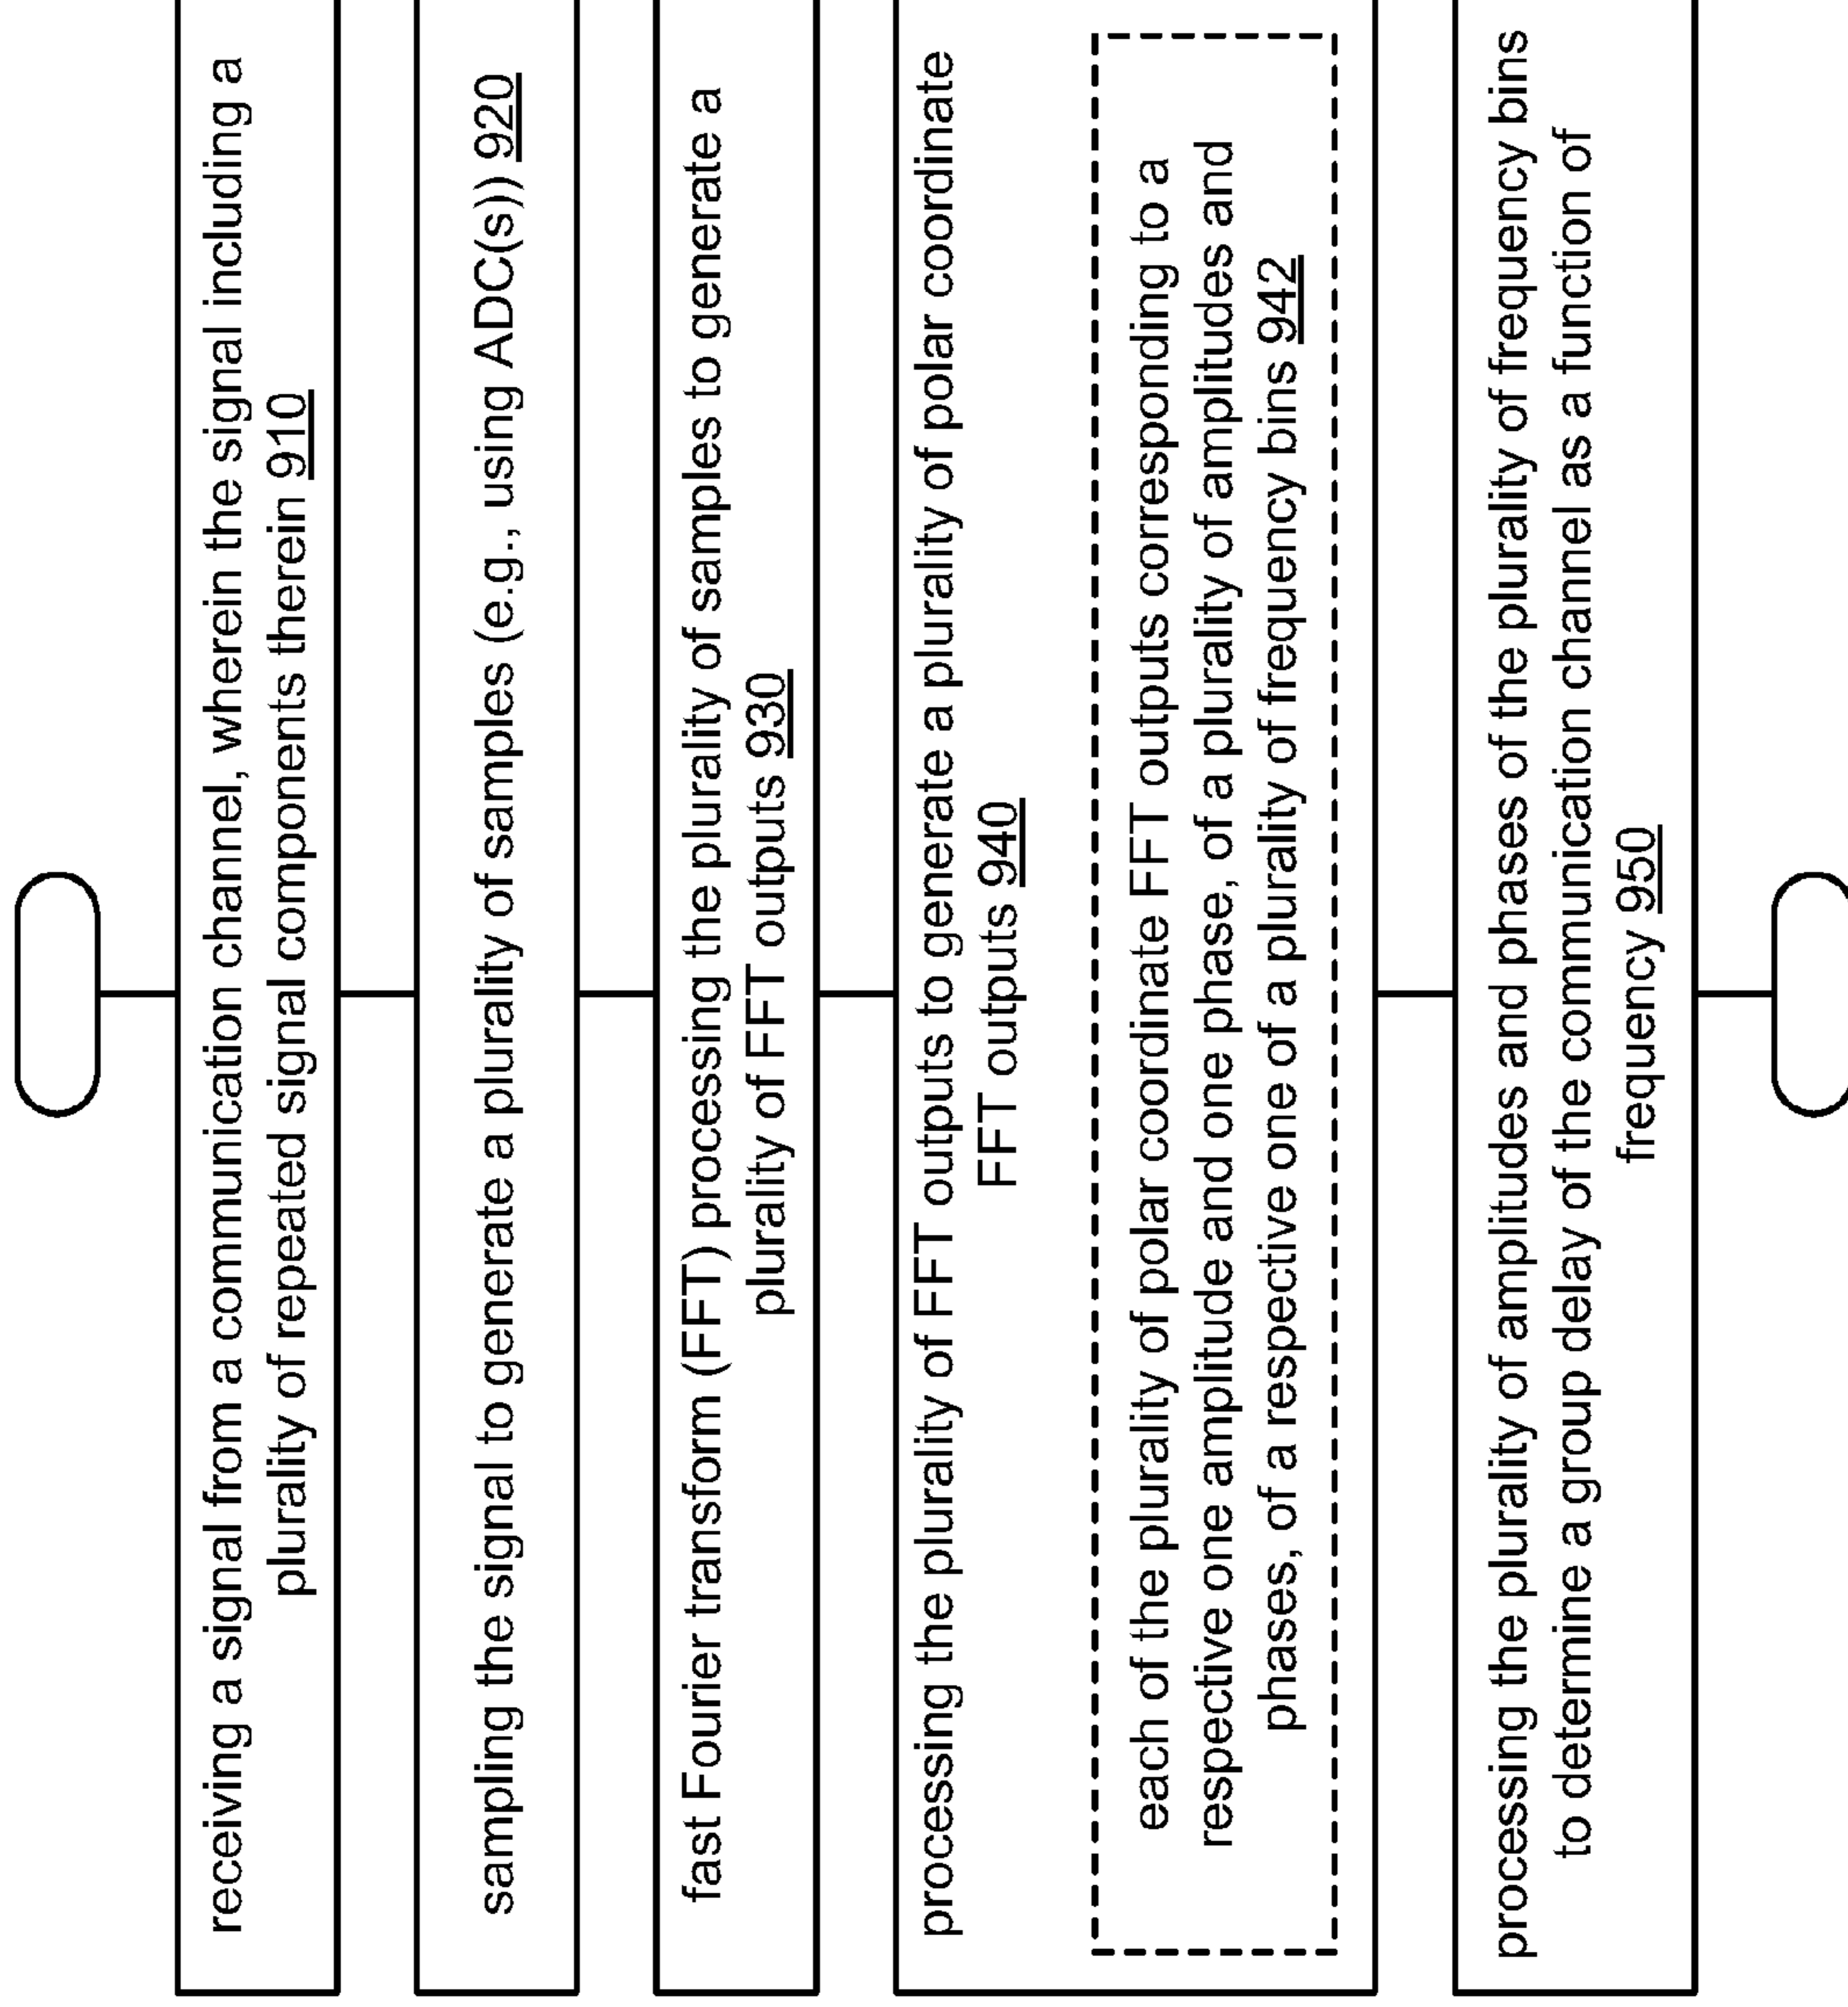 receiving a signal from a communication channel, wherein the signal including a
plurality of repeated signal components therein 910
sampling the signal to generate a plurality of samples (e.g., using ADC(s)) 920
fast Fourier transform (FFT) processing the plurality of samples to generate a
plurality of FFT outputs 930
processing the plurality of FFT outputs to generate a plurality of polar coordinate
FFT outputs 940
each of the plurality of polar coordinate FFT outputs corresponding to a
respective one amplitude and one phase, of a plurality of amplitudes and
phases, of a respective one of a plurality of frequency bins 942
processing the plurality of amplitudes and phases of the plurality of frequency bins
to determine a group delay of the communication channel as a function of
frequency 950